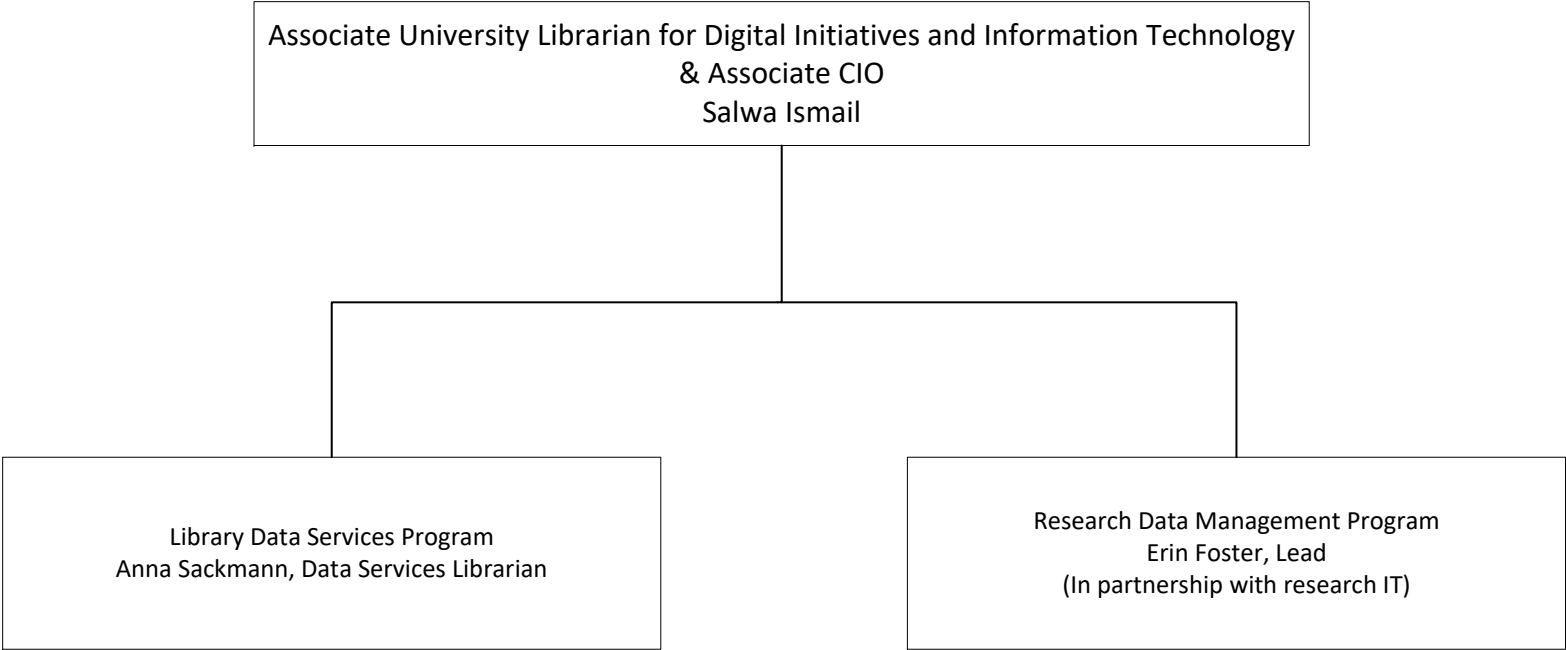 Associate University Librarian for Digital Initiatives and Information Technology
& Associate CIO
Salwa Ismail
Library Data Services Program
Anna Sackmann, Data Services Librarian
Research Data Management Program
Erin Foster, Lead
(In partnership with research IT)